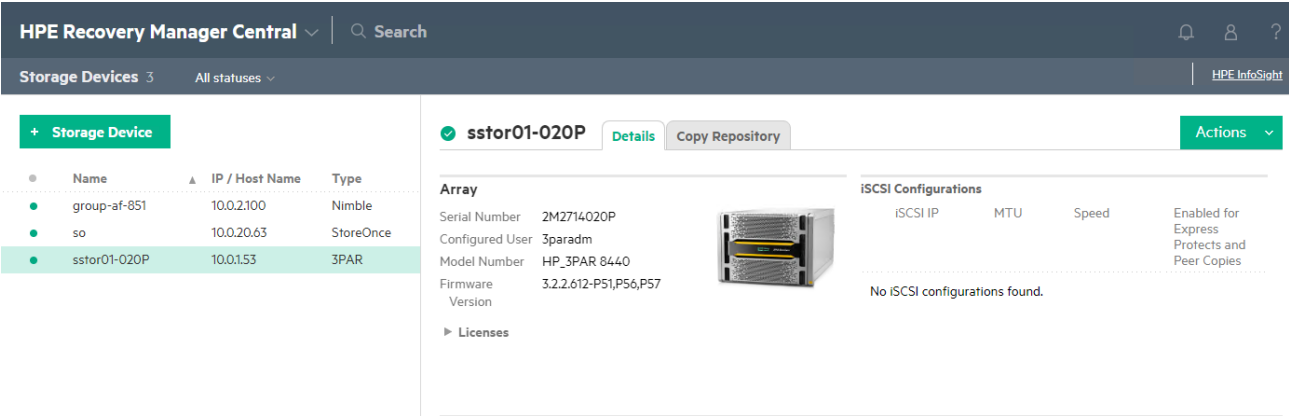 HPE Recovery Manager Central Search ?
Storage Devices 3 All statuses HPE InfoSight
+ Storage Device
Name IP / Host Name Type
group-af-851 10.0.2.100 Nimble
so 10.0.20.63 StoreOnce
sstor01-020P 10.0.1.53 3PAR
sstor01-020P Details Copy Repository Actions
Array
Serial Number 2M2714020P
Configured User 3paradm
Model Number HP_3PAR 8440
Firmware Version 3.2.2.612-P51,P56,P57
Licenses
iSCSI Configurations
iSCSI IP MTU Speed Enabled for
Express
Protects and
Peer Copies
No iSCSI configurations found.